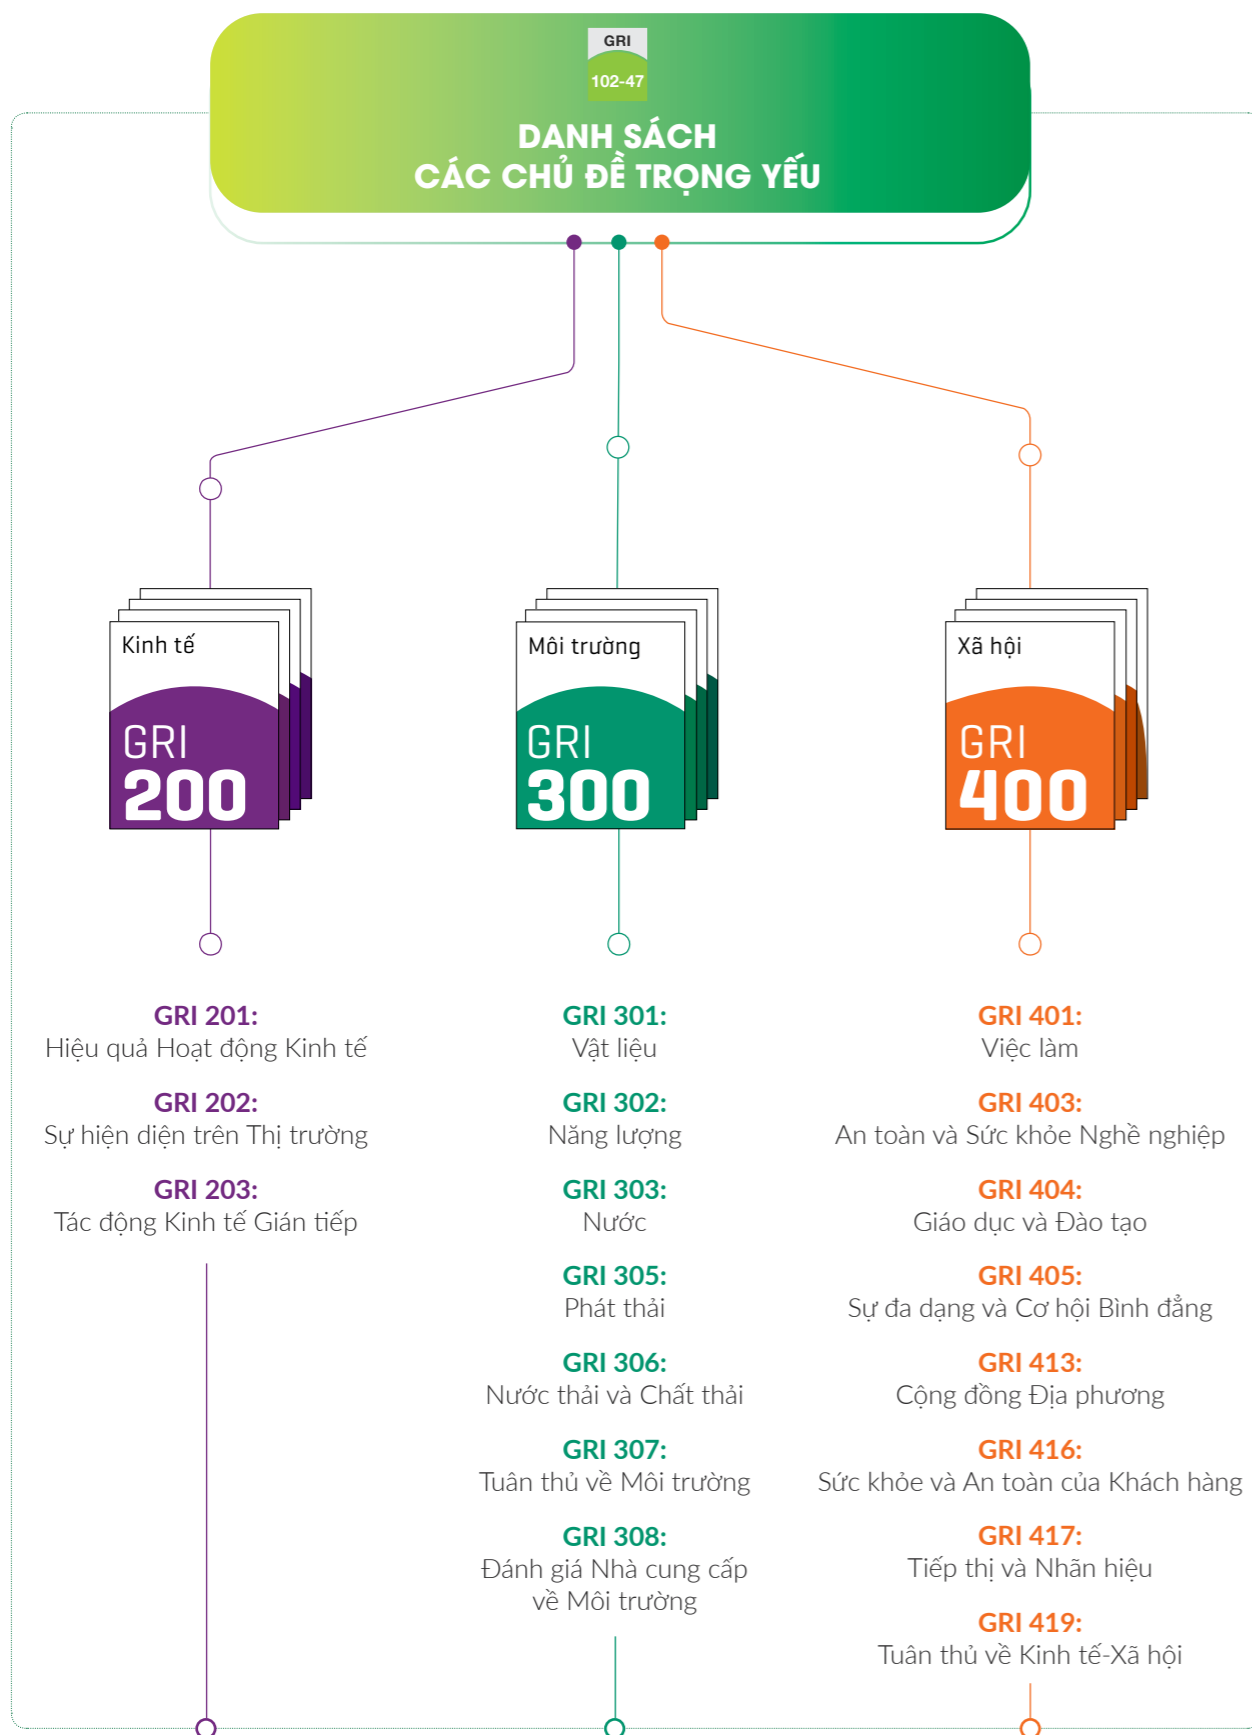 GRI
102-47
DANH SÁCH
CÁC CHỦ ĐỀ TRỌNG YẾU
Kinh tế
GRI
200
GRI 201:
Hiệu quả Hoạt động Kinh tế
GRI 202:
Sự hiện diện trên Thị trường
GRI 203:
Tác động Kinh tế Gián tiếp
Môi trường
GRI
300
GRI 301:
Vật liệu
GRI 302:
Năng lượng
GRI 303:
Nước
GRI 305:
Phát thải
GRI 306:
Nước thải và Chất thải
GRI 307:
Tuân thủ về Môi trường
GRI 308:
Đánh giá Nhà cung cấp
về Môi trường
Xã hội
GRI
400
GRI 401:
Việc làm
GRI 403:
An toàn và Sức khỏe Nghề nghiệp
GRI 404:
Giáo dục và Đào tạo
GRI 405:
Sự đa dạng và Cơ hội Bình đẳng
GRI 413:
Cộng đồng Địa phương
GRI 416:
Sức khỏe và An toàn của Khách hàng
GRI 417:
Tiếp thị và Nhãn hiệu
GRI 419:
Tuân thủ về Kinh tế-Xã hội